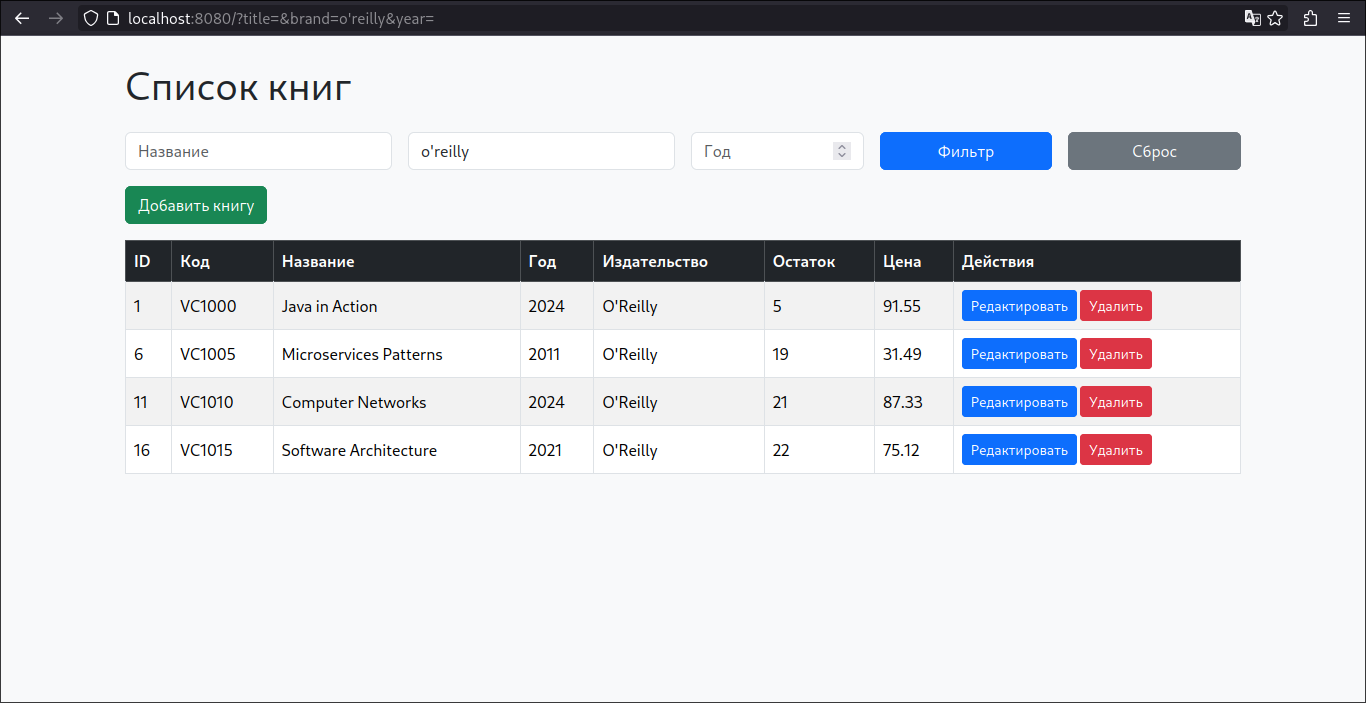 localhost:8080/?title=&brand=o'reilly&year=
Список книг
Название o'reilly Год Фильтр Сброс
Добавить книгу
ID Код Название Год Издательство Остаток Цена Действия
1 VC1000 Java in Action 2024 O'Reilly 5 91.55 Редактировать Удалить
6 VC1005 Microservices Patterns 2011 O'Reilly 19 31.49 Редактировать Удалить
11 VC1010 Computer Networks 2024 O'Reilly 21 87.33 Редактировать Удалить
16 VC1015 Software Architecture 2021 O'Reilly 22 75.12 Редактировать Удалить